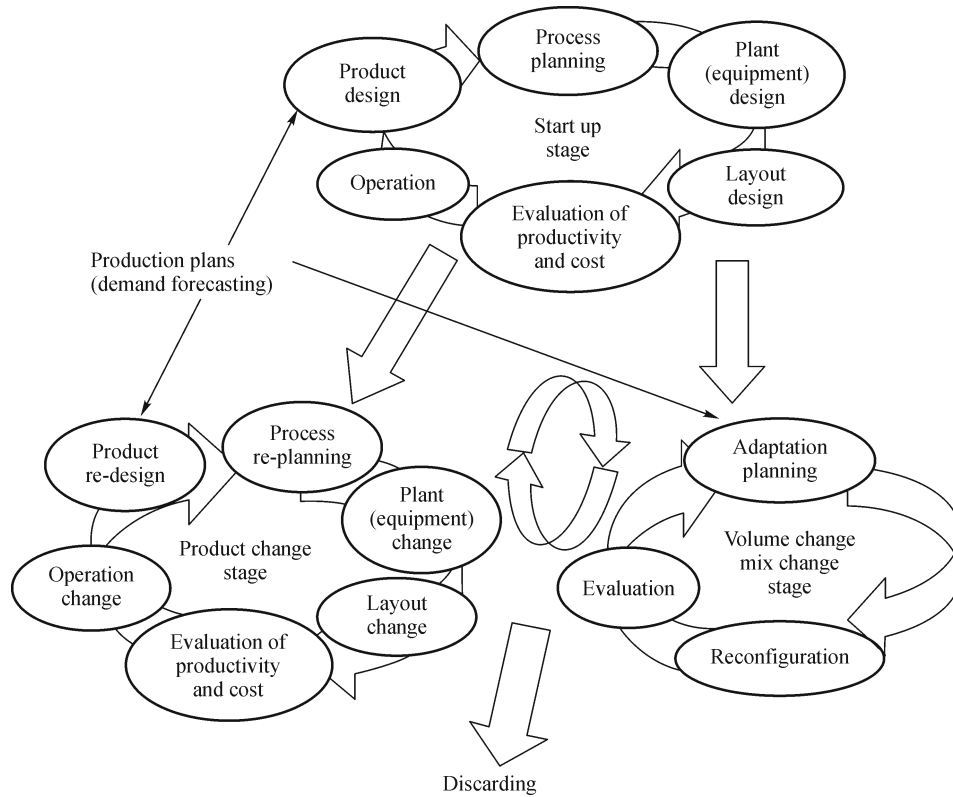 Process
planning
Product
design
Plant
(equipment)
design
Start up
stage
Operation
Layout
design
Evaluation of
productivity
and cost
Production plans
(demand forecasting)
Product
re-design
Process
re-planning
Adaptation
planning
Plant
(equipment)
change
Product change
stage
Volume change
mix change
stage
Operation
change
Evaluation
Layout
change
Evaluation of
productivity
and cost
Reconfiguration
Discarding